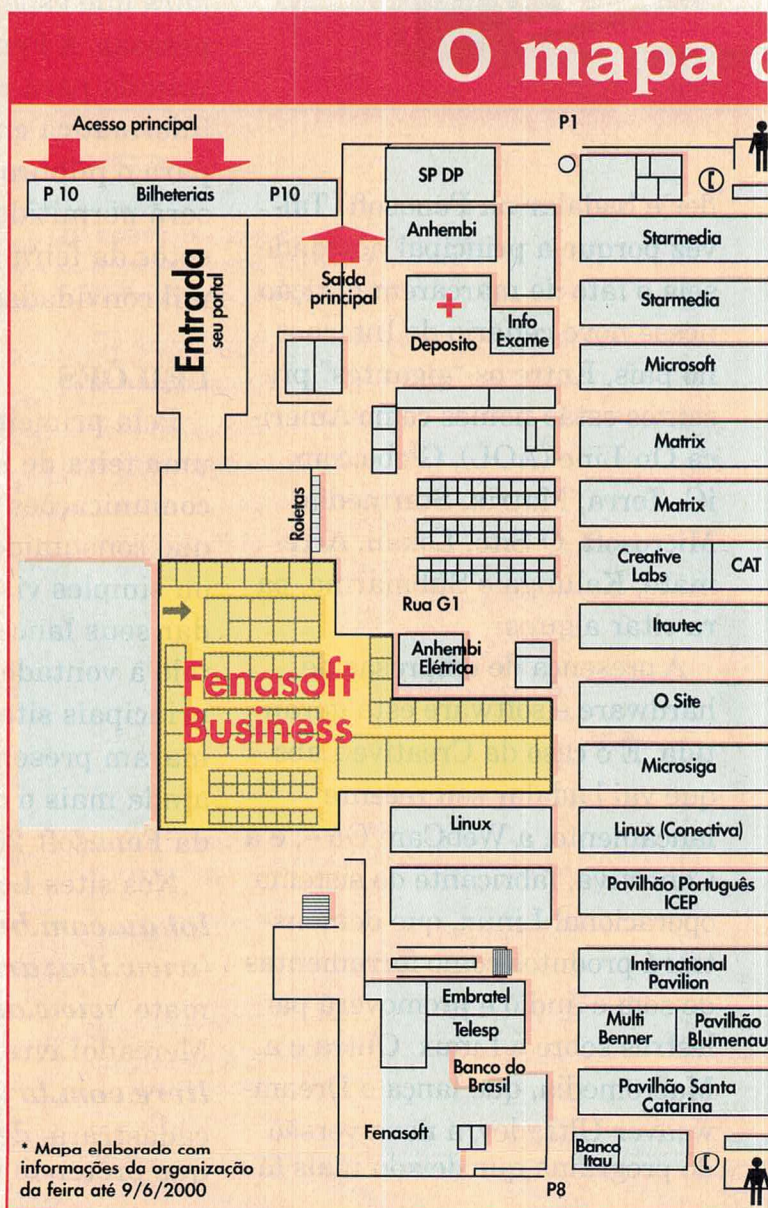 O mapa
Acesso principal
P 10 Bilheterias P10
Entrada
seu portal
Saída
principal
P1
SP DP
Anhembi
Deposito
Info
Exame
Roletas
Rua G1
Anhembi
Elétrica
Fenasoft
Business
Linux
Embratel
Telesp
Banco do
Brasil
Fenasoft
Starmedia
Starmedia
Microsoft
Matrix
Matrix
Creative
Labs
CAT
Itautec
O Site
Microsiga
Linux (Conectiva)
Pavilhão Português
ICEP
International
Pavilion
Multi
Benner
Pavilhão
Blumenau
Pavilhão Santa
Catarina
Banco
Itau
P8
* Mapa elaborado com
informações da organização
da feira até 9/6/2000